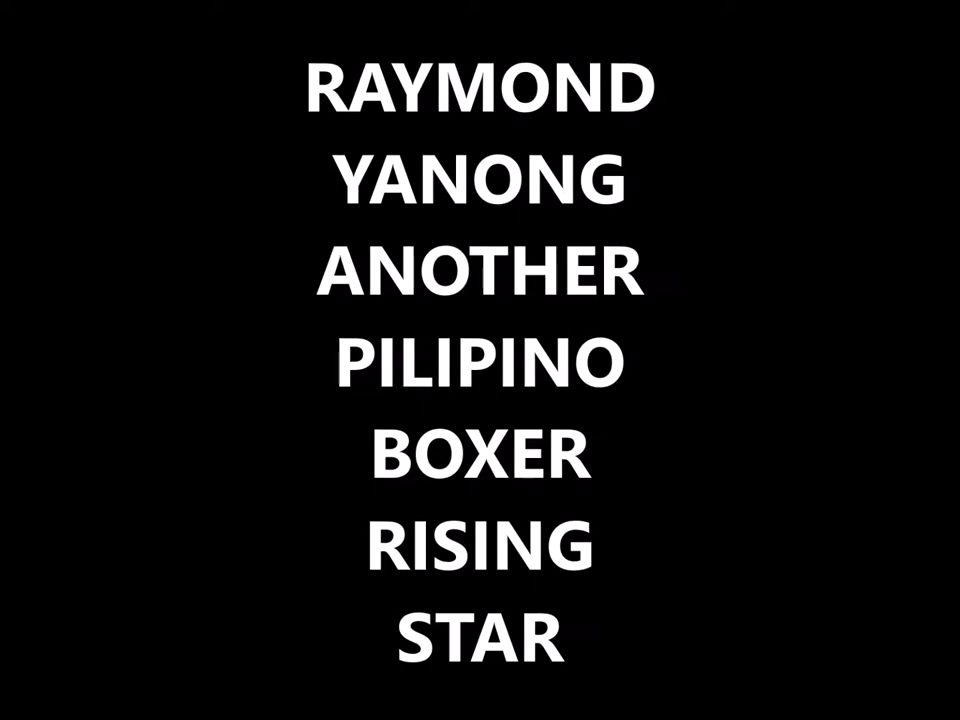 RAYMOND
YANONG
ANOTHER
PILIPINO
BOXER
RISING
STAR